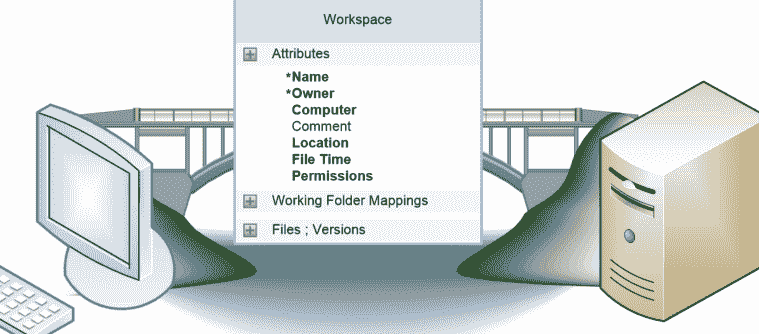 Workspace
Attributes
*Name
*Owner
Computer
Comment
Location
File Time
Permissions
Working Folder Mappings
Files ; Versions